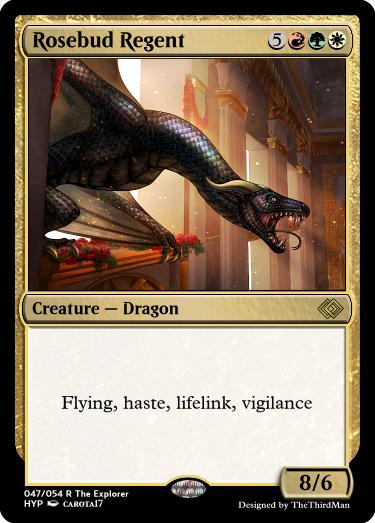 Rosebud Regent 5
Creature — Dragon
Flying, haste, lifelink, vigilance
8/6
047/054 R The Explorer
HYP CAROTA17
Designed by TheThirdMan